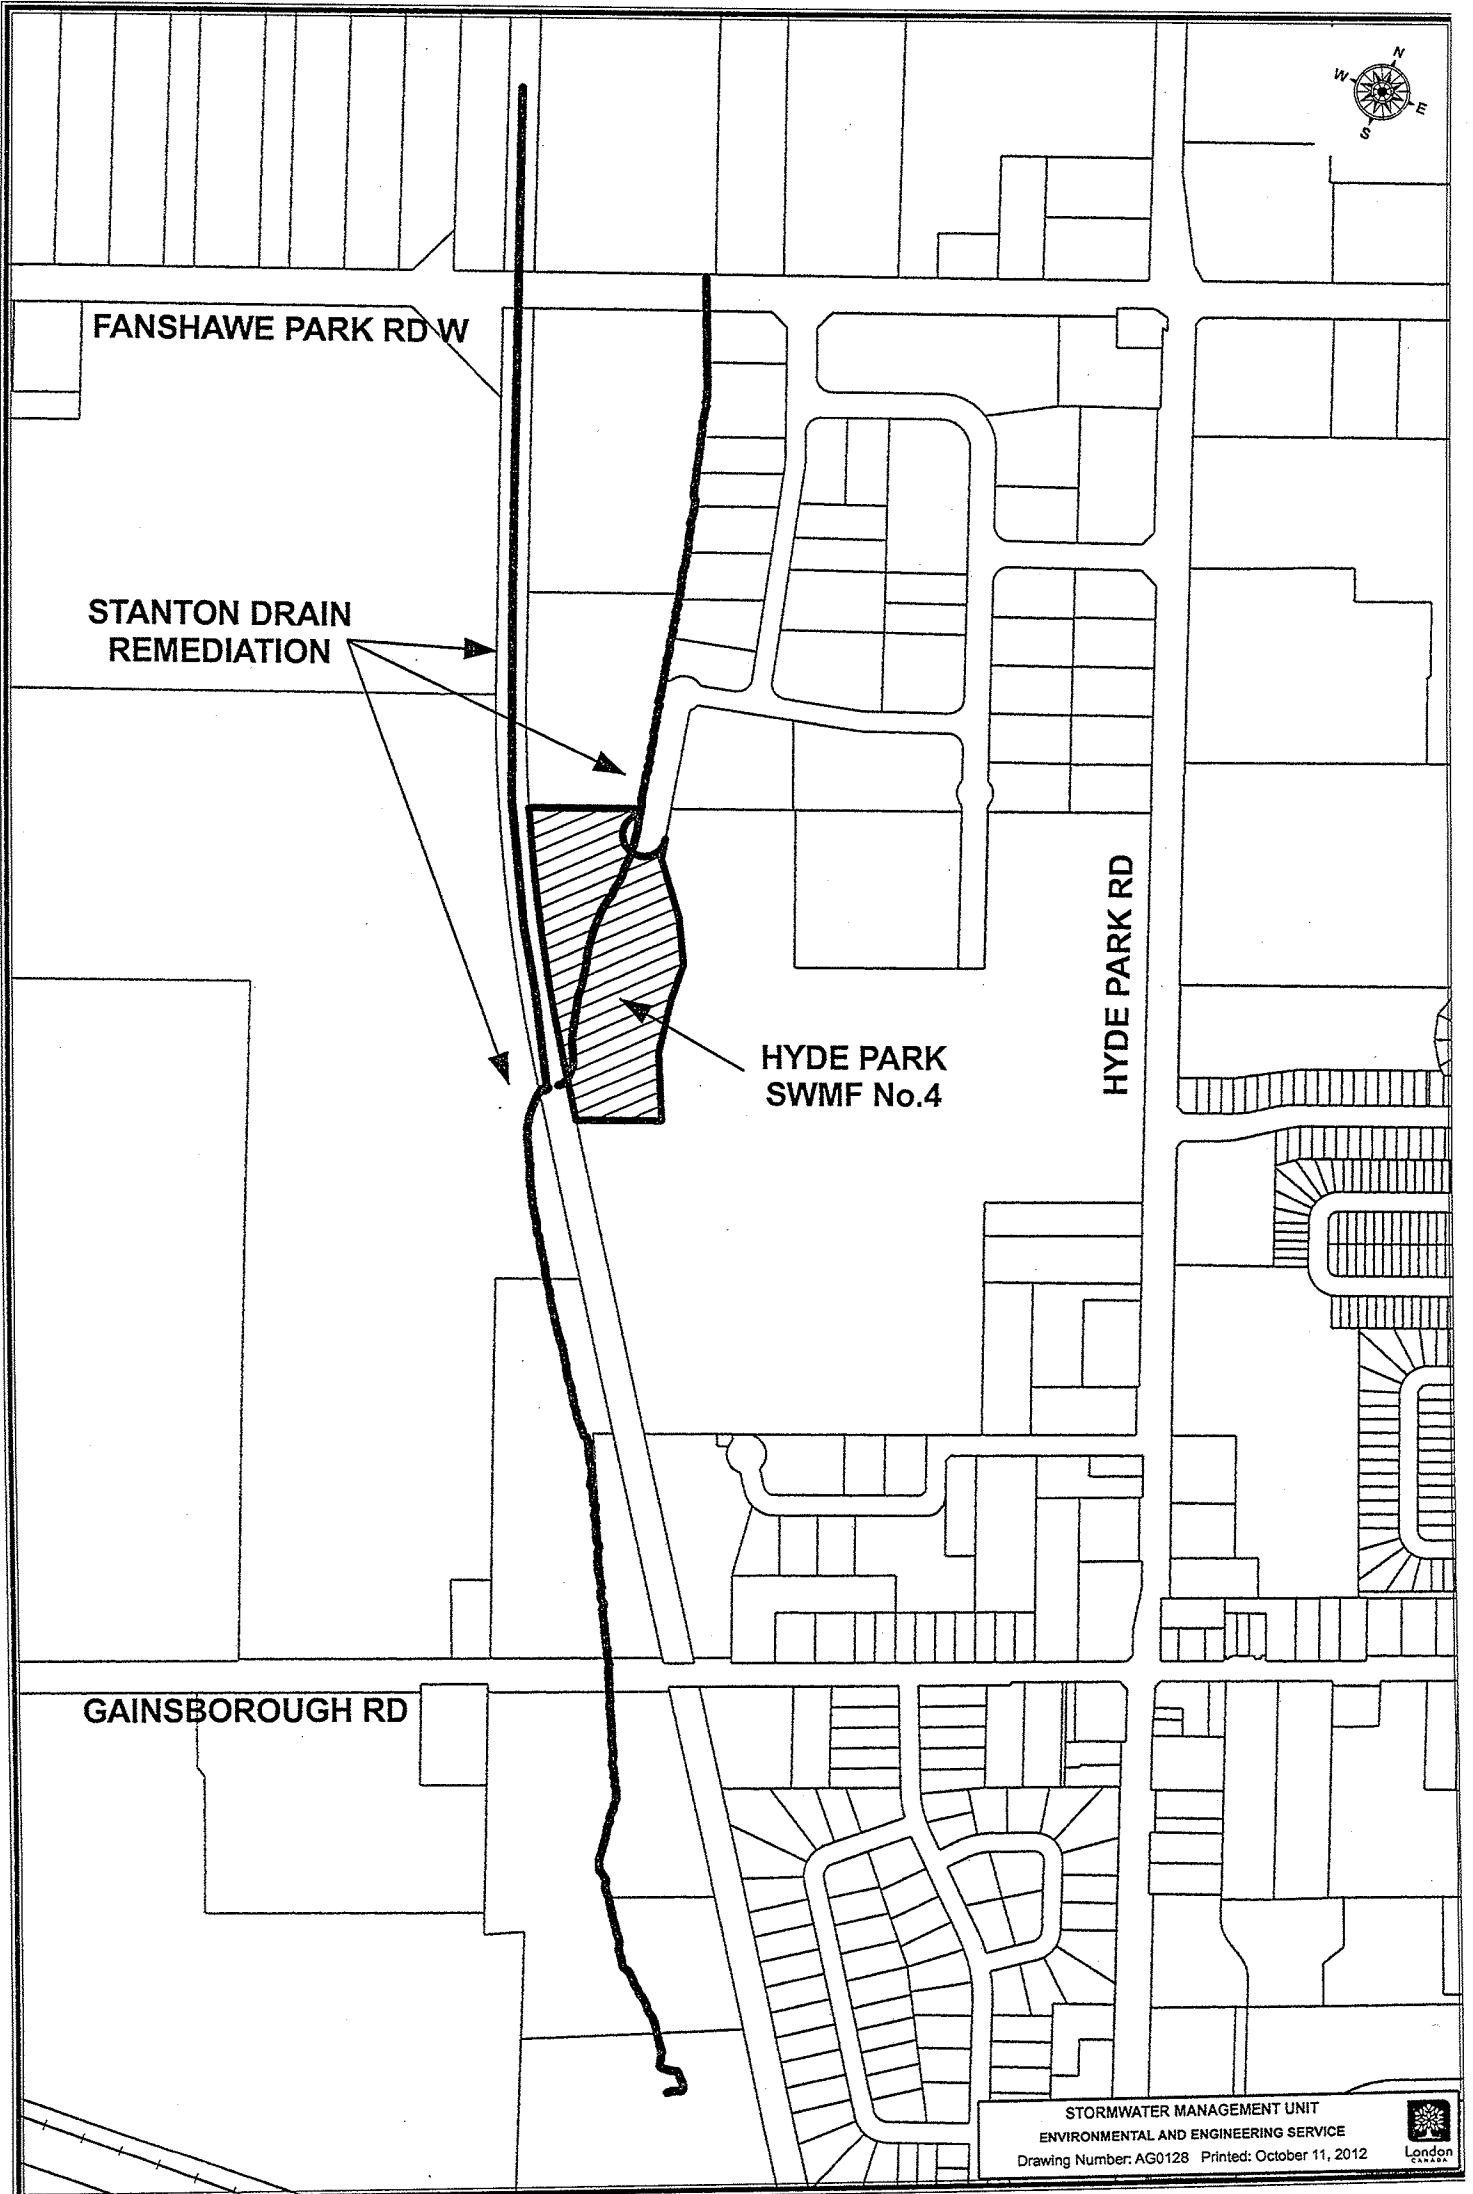 N
W
E
S
FANSHAWE PARK RD W
STANTON DRAIN
REMEDIATION
HYDE PARK RD
HYDE PARK
SWMF No.4
GAINSBOROUGH RD
STORMWATER MANAGEMENT UNIT
ENVIRONMENTAL AND ENGINEERING SERVICE
Drawing Number: AG0128 Printed: October 11, 2012
London
CANADA